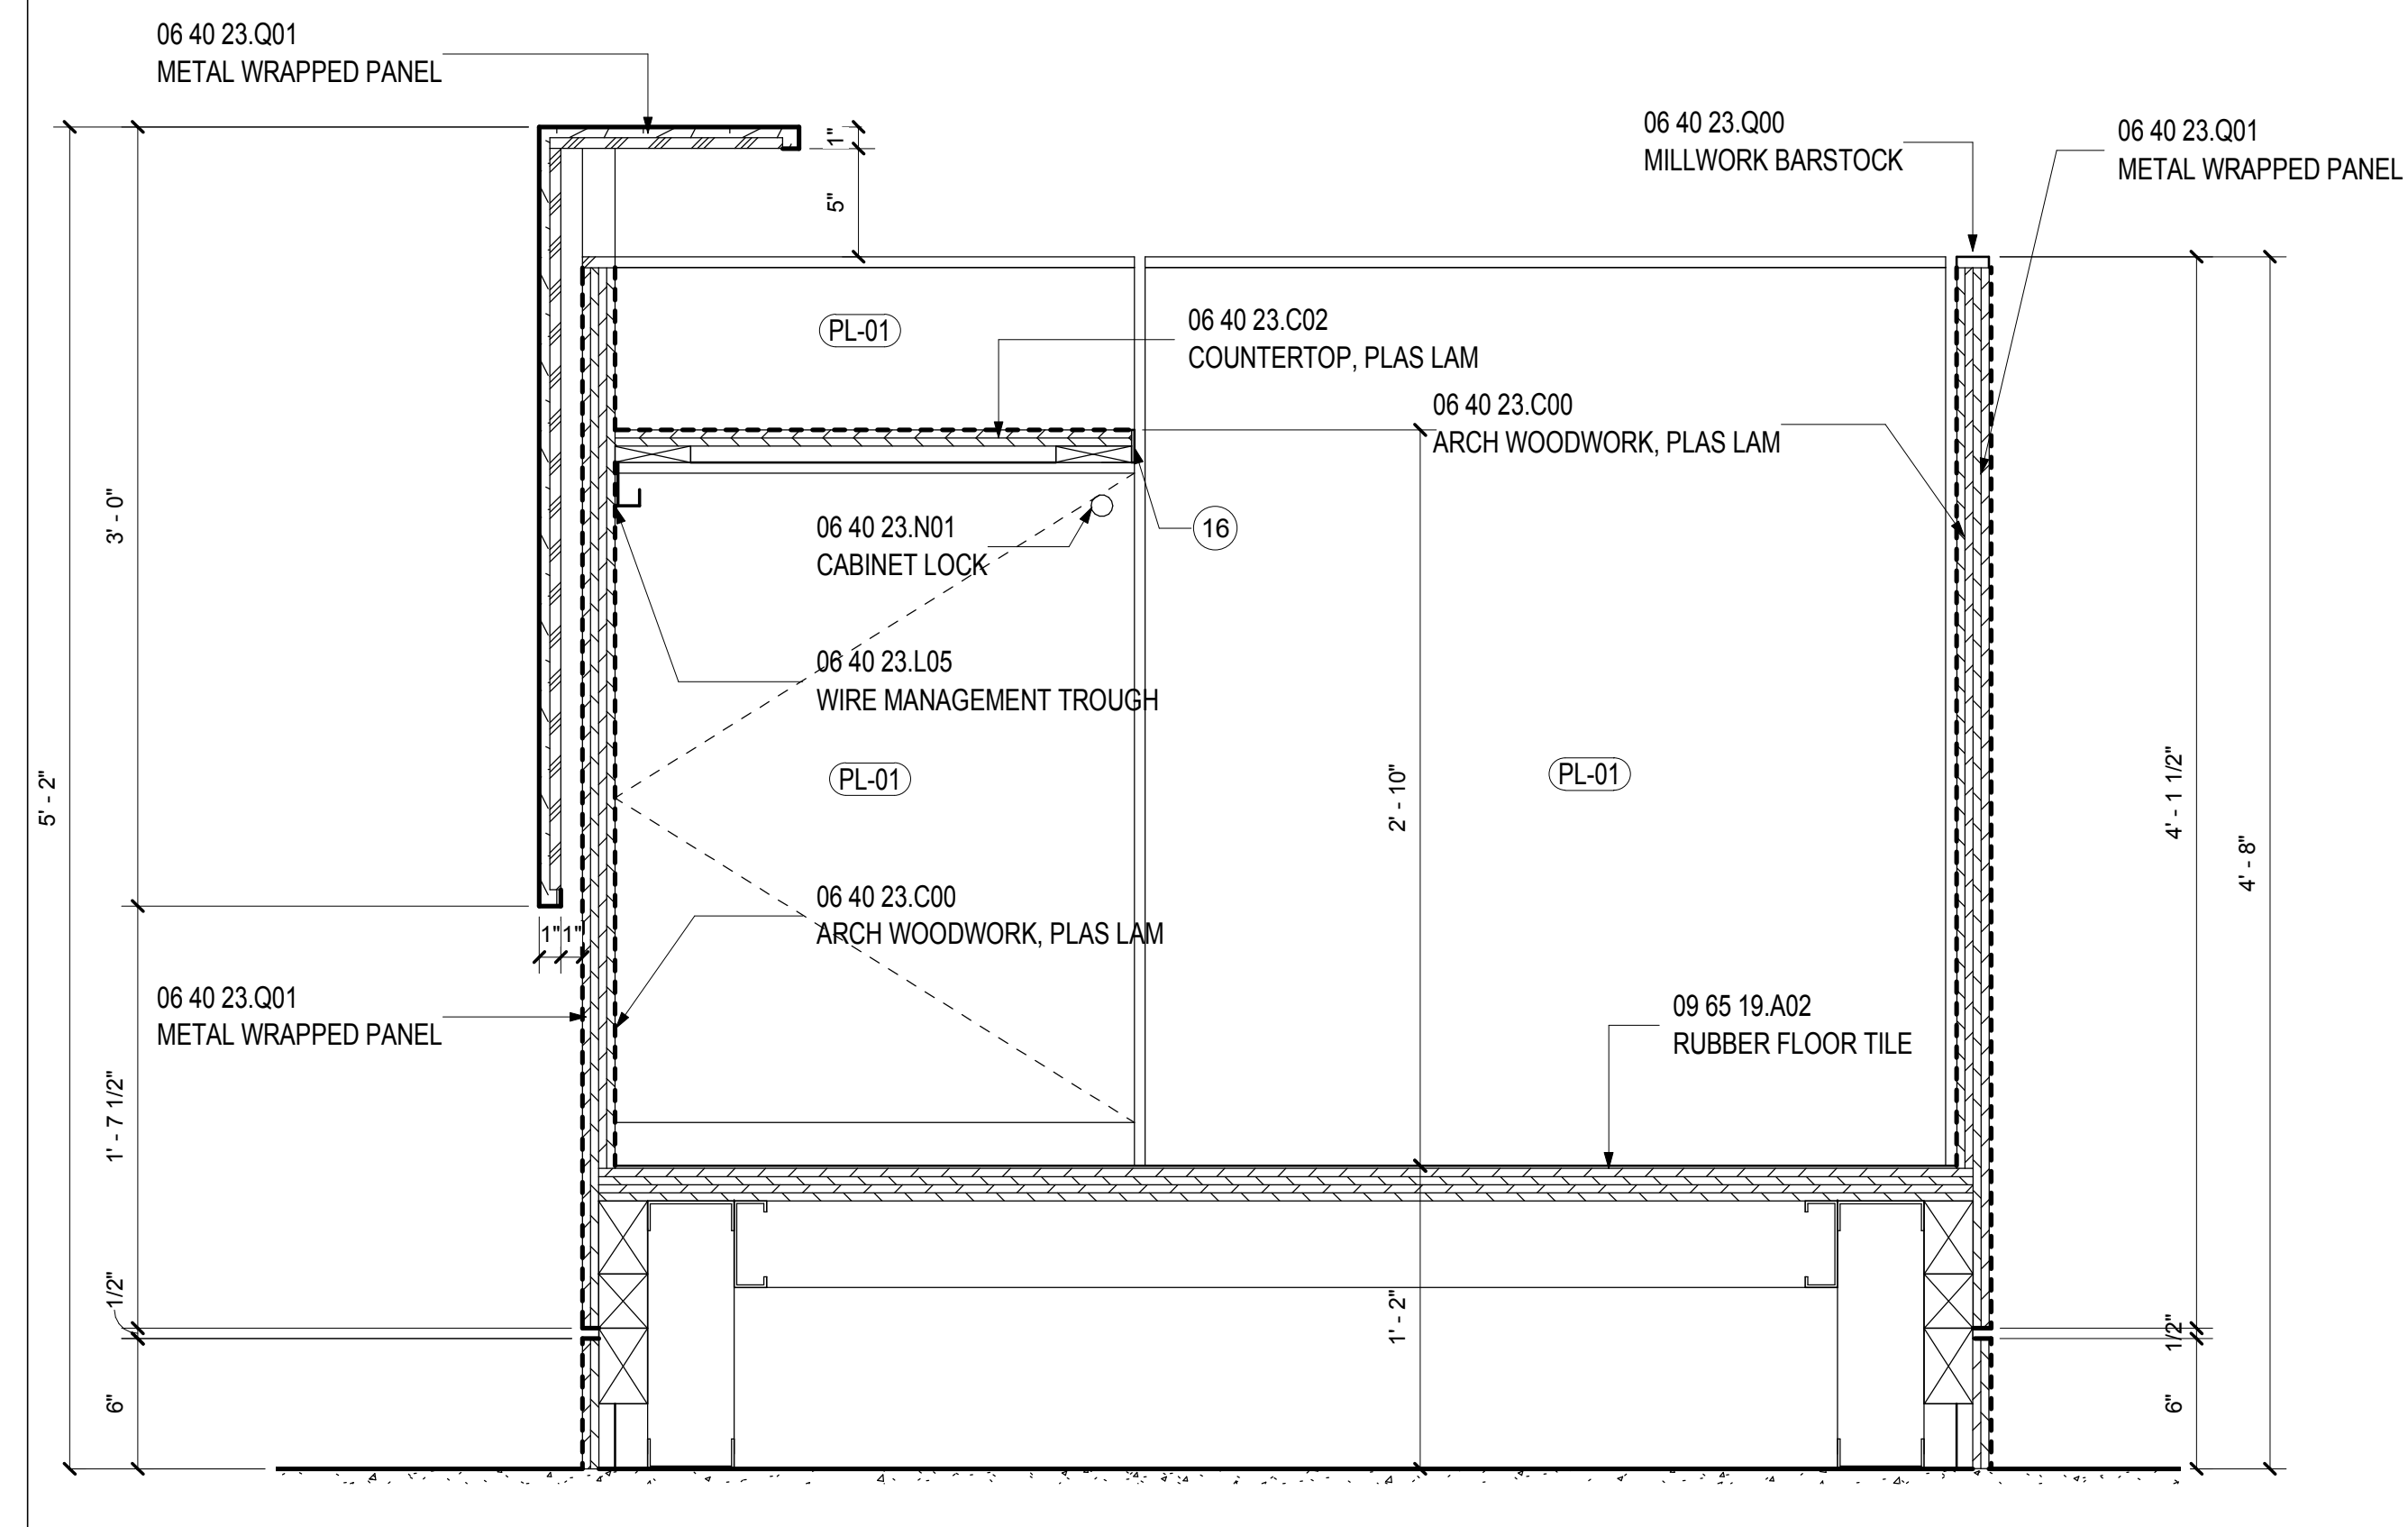 06 40 23.Q01
METAL WRAPPED PANEL
06 40 23.Q00
MILLWORK BARSTOCK
06 40 23.Q01
METAL WRAPPED PANEL
1"
5"
PL-01
06 40 23.C02
COUNTERTOP, PLAS LAM
06 40 23.C00
ARCH WOODWORK, PLAS LAM
3' - 0"
06 40 23.N01
CABINET LOCK
16
06 40 23.L05
WIRE MANAGEMENT TROUGH
5' - 2"
PL-01
2' - 10"
PL-01
4' - 1 1/2"
4' - 8"
06 40 23.C00
ARCH WOODWORK, PLAS LAM
1" 1"
06 40 23.Q01
METAL WRAPPED PANEL
09 65 19.A02
RUBBER FLOOR TILE
1' - 7 1/2"
1/2"
1' - 2"
1/2"
6"
6"